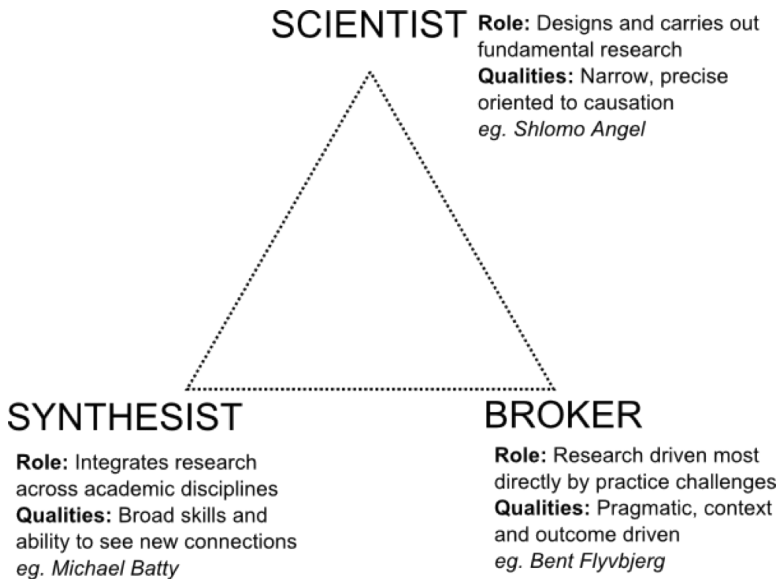 SCIENTIST
Role: Designs and carries out
fundamental research
Qualities: Narrow, precise
oriented to causation
eg. Shlomo Angel
SYNTHESIST
Role: Integrates research
across academic disciplines
Qualities: Broad skills and
ability to see new connections
eg. Michael Batty
BROKER
Role: Research driven most
directly by practice challenges
Qualities: Pragmatic, context
and outcome driven
eg. Bent Flyvbjerg